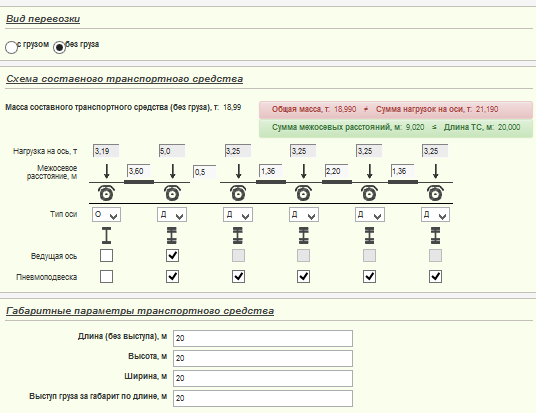 Вид перевозки
с грузом без груза
Схема составного транспортного средства
Масса составного транспортного средства (без груза), т: 18,99
Общая масса, т: 18,990 ≠ Сумма нагрузок на оси, т: 21,190
Сумма межосевых расстояний, м: 9,020 ≤ Длина ТС, м: 20,000
Нагрузка на ось, т 3,19 5,0 3,25 3,25 3,25 3,25
Межосевое
расстояние, м 3,60 0,5 1,36 2,20 1,36
Тип оси О Д Д Д Д Д
Ведущая ось
Пневмоподвеска
Габаритные параметры транспортного средства
Длина (без выступа), м 20
Высота, м 20
Ширина, м 20
Выступ груза за габарит по длине, м 20